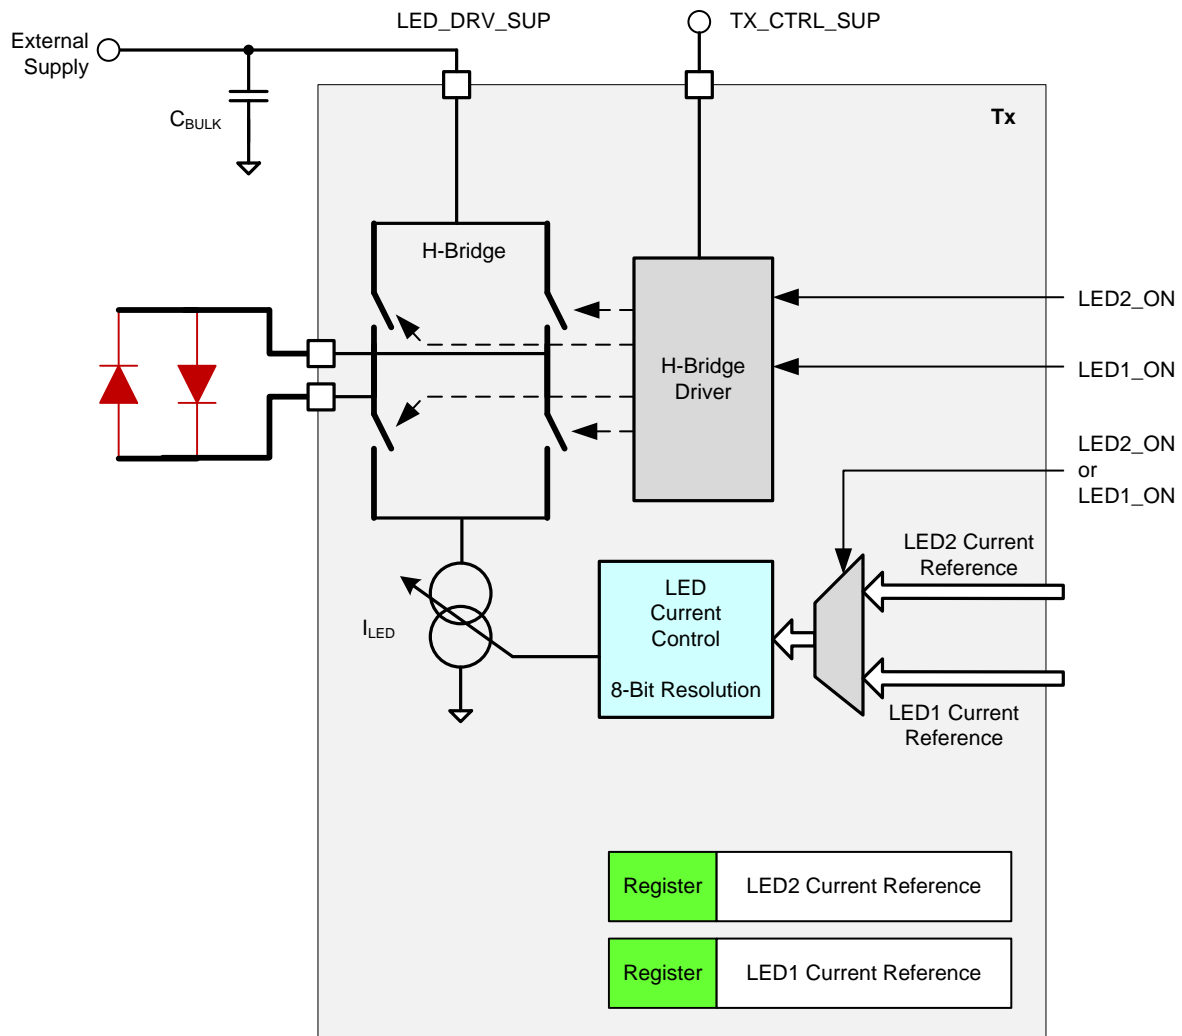 LED_DRV_SUP
TX_CTRL_SUP
External
Supply
CBULK
Tx
H-Bridge
LED2_ON
H-Bridge
Driver
LED1_ON
LED2_ON
or
LED1_ON
LED2 Current
Reference
LED
Current
Control
8-Bit Resolution
ILED
LED1 Current
Reference
Register
LED2 Current Reference
Register
LED1 Current Reference